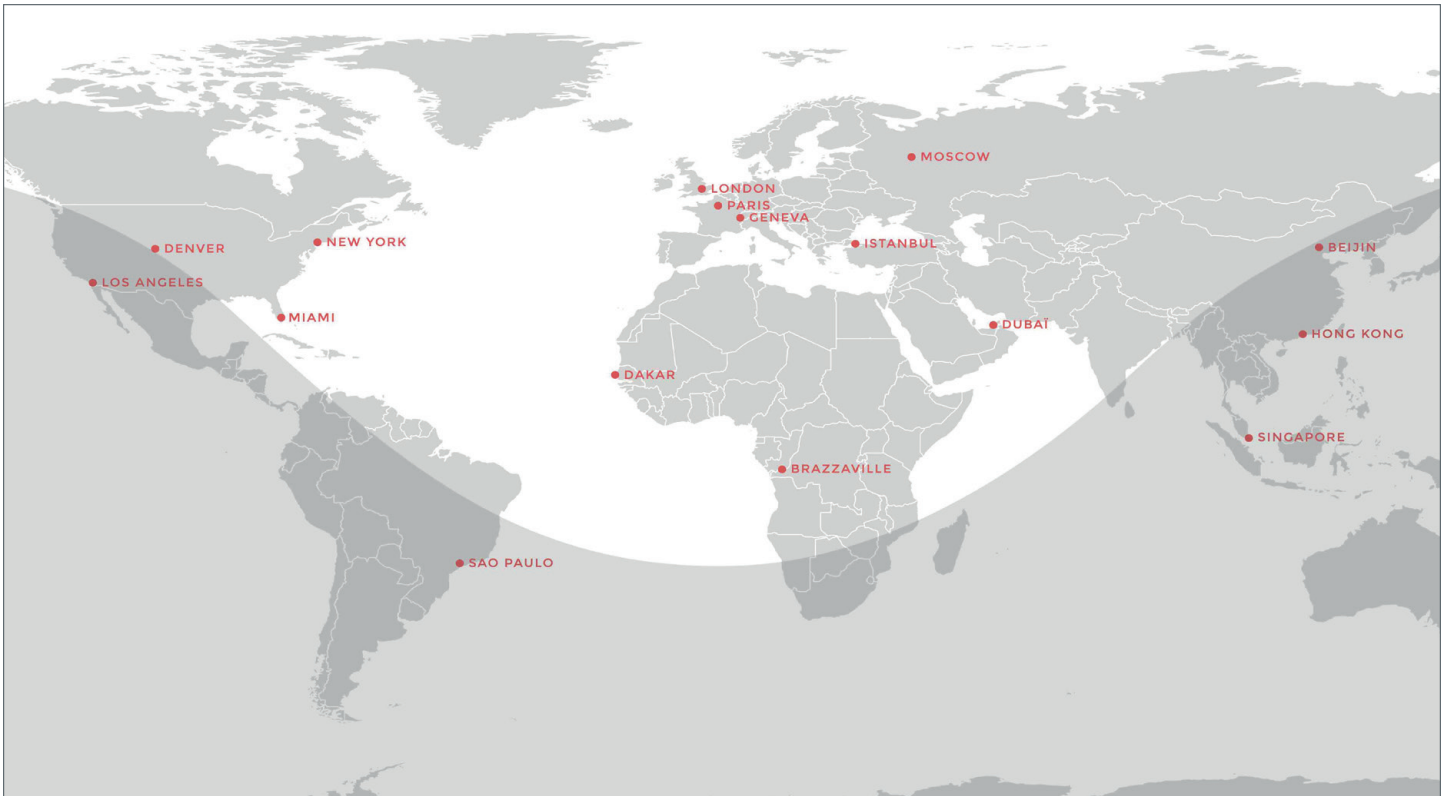 MOSCOW
LONDON
PARIS
GENEVA
NEW YORK
ISTANBUL
DENVER
BEIJIN
LOS ANGELES
MIAMI
DUBAÏ
HONG KONG
DAKAR
SINGAPORE
BRAZZAVILLE
SAO PAULO